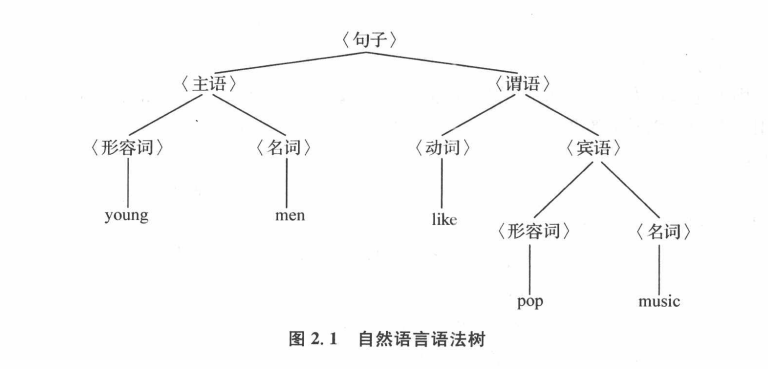 〈句子〉
〈主语〉 〈谓语〉
〈形容词〉 〈名词〉 〈动词〉 〈宾语〉
young men like
〈形容词〉 〈名词〉
pop music
图 2.1 自然语言语法树